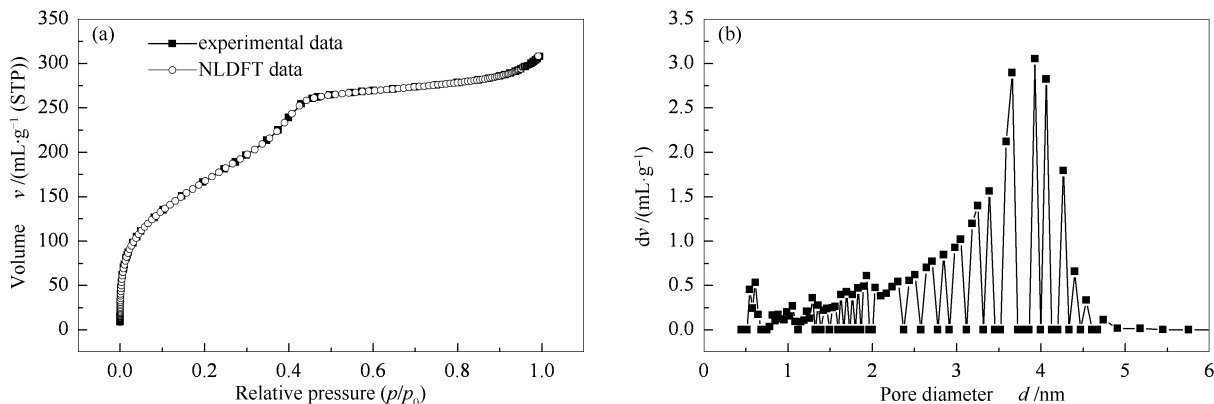 (a)
experimental data
NLDFT data
350
300
250
200
150
100
50
0
Volume v /(mL·g⁻¹ (STP))
0.0 0.2 0.4 0.6 0.8 1.0
Relative pressure (p/p₀)
(b)
3.5
3.0
2.5
2.0
1.5
1.0
0.5
0.0
dv /(mL·g⁻¹)
0 1 2 3 4 5 6
Pore diameter d /nm